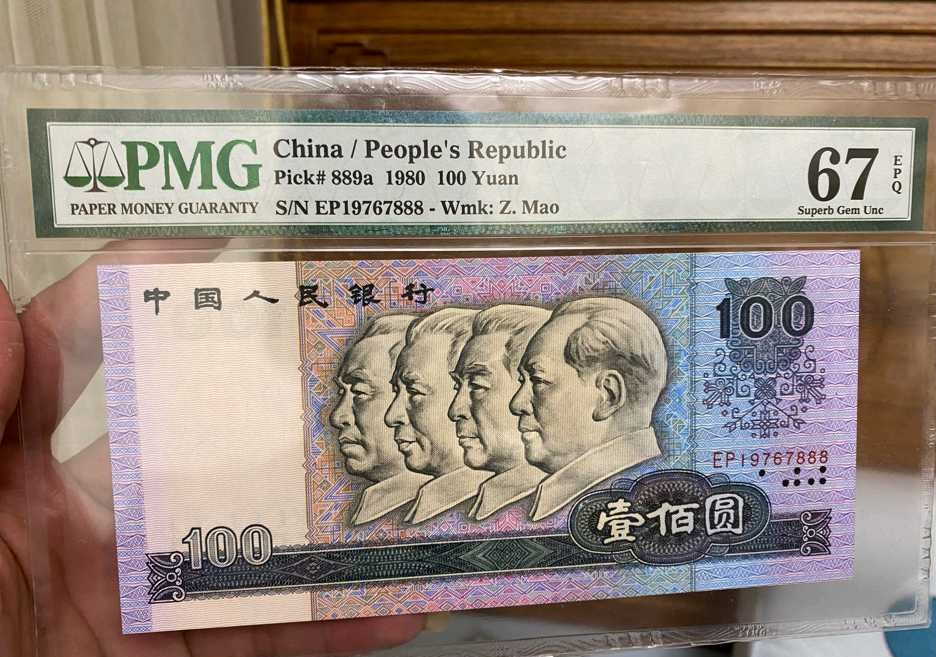 PMG
PAPER MONEY GUARANTY
China / People's Republic
Pick# 889a 1980 100 Yuan
S/N EP19767888 - Wmk: Z. Mao
67 EPQ
Superb Gem Unc
中国人民银行
100
EP19767888
壹佰圆
100